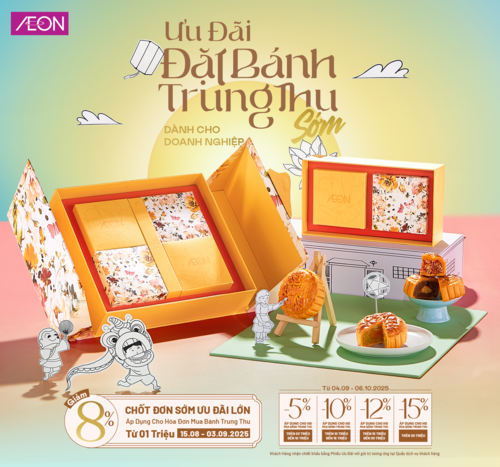 ÆON
Ưu Đãi
Đặt Bánh
Trung Thu
Sớm
DÀNH CHO
DOANH NGHIỆP
ÆON
Giảm
8%
CHỐT ĐƠN SỚM ƯU ĐÃI LỚN
Áp Dụng Cho Hóa Đơn Mua Bánh Trung Thu
Từ 01 Triệu 15.08 - 03.09.2025
Từ 04.09 - 06.10.2025
-5% -10% -12% -15%